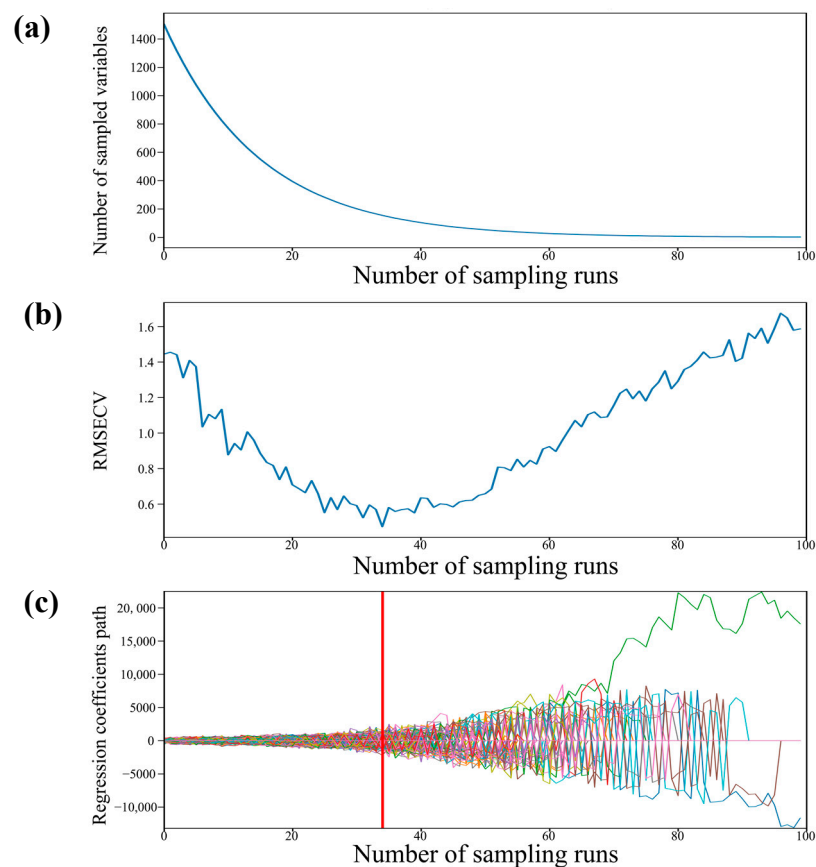 (a)
Number of sampled variables
1400
1200
1000
800
600
400
200
0
0 20 40 60 80 100
Number of sampling runs
(b)
RMSECV
1.6
1.4
1.2
1.0
0.8
0.6
0 20 40 60 80 100
Number of sampling runs
(c)
Regression coefficients path
20, 000
15,000
10,000
5000
0
−5000
−10,000
0 20 40 60 80 100
Number of sampling runs